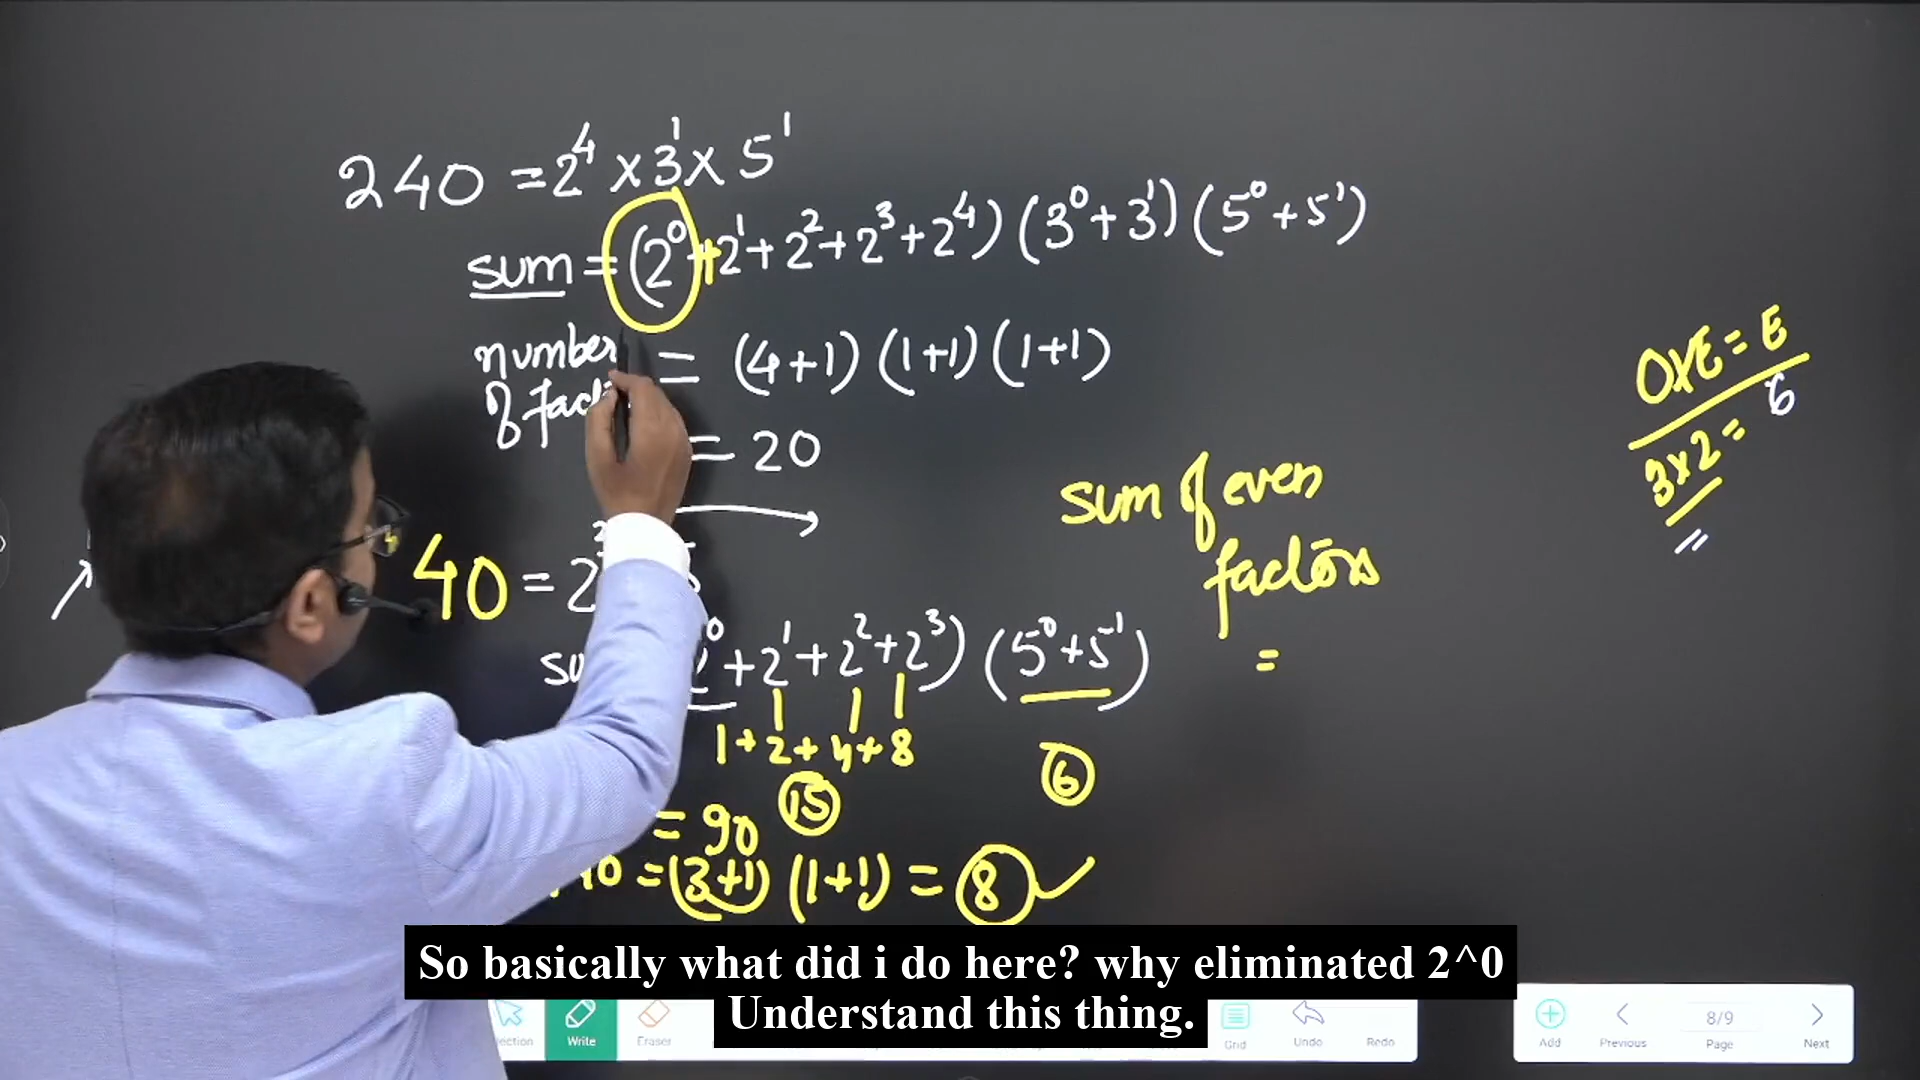 240 = 2⁴ × 3¹ × 5¹
sum = (2⁰ + 2¹ + 2² + 2³ + 2⁴) (3⁰ + 3¹) (5⁰ + 5¹)
number = (4+1) (1+1) (1+1)
= 20
O×E = E
3×2 = 6
sum of even
factors
=
40 = 2
+ 2¹ + 2² + 2³) (5⁰ + 5¹)
1 + 2 + 4 + 8
15
6
= 90
= (3+1) (1+1) = 8
So basically what did i do here? why eliminated 2^0
Understand this thing.
Write
Eraser
Grid
Undo
Redo
Add
Previous
8/9
Page
Next